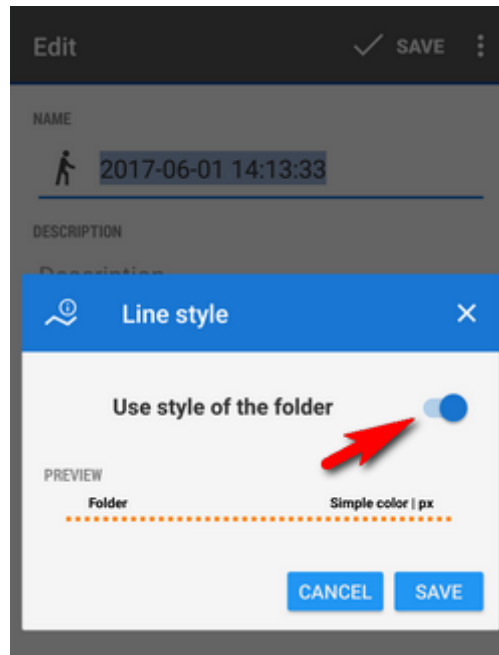 Edit SAVE
NAME
2017-06-01 14:13:33
DESCRIPTION
Description
Line style
Use style of the folder
PREVIEW
Folder Simple color | px
CANCEL SAVE